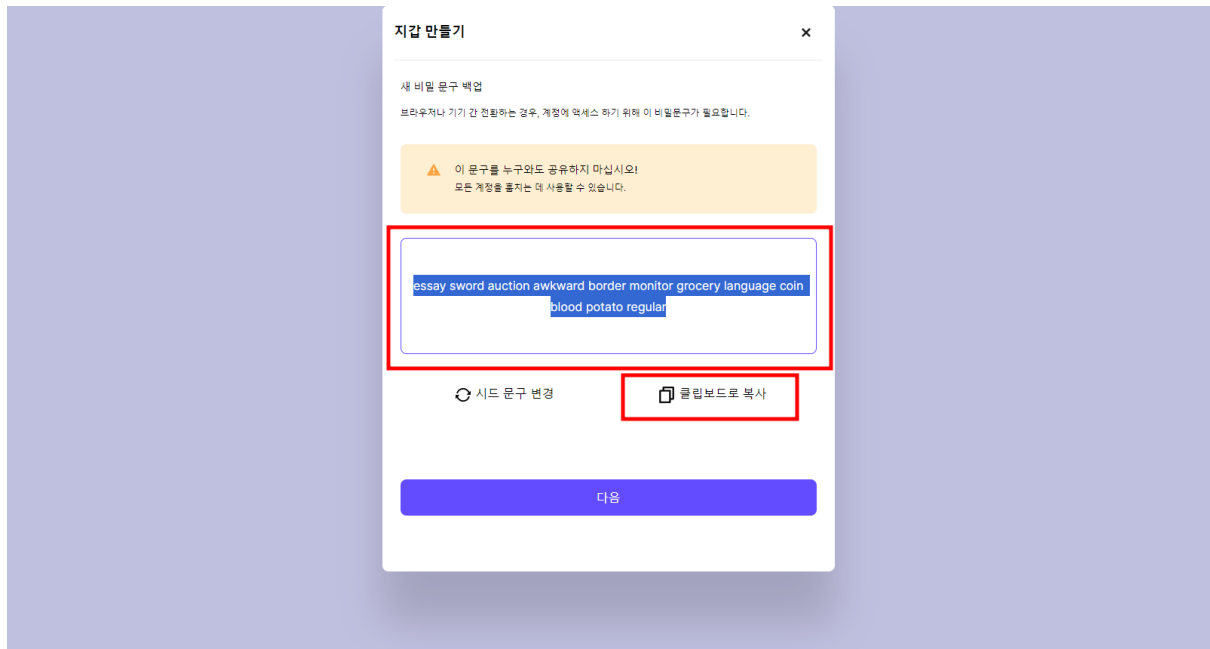 지갑 만들기
×
새 비밀 문구 백업
브라우저나 기기 간 전환하는 경우, 계정에 액세스 하기 위해 이 비밀문구가 필요합니다.
이 문구를 누구와도 공유하지 마십시오!
모든 계정을 훔치는 데 사용할 수 있습니다.
essay sword auction awkward border monitor grocery language coin
blood potato regular
시드 문구 변경
클립보드로 복사
다음